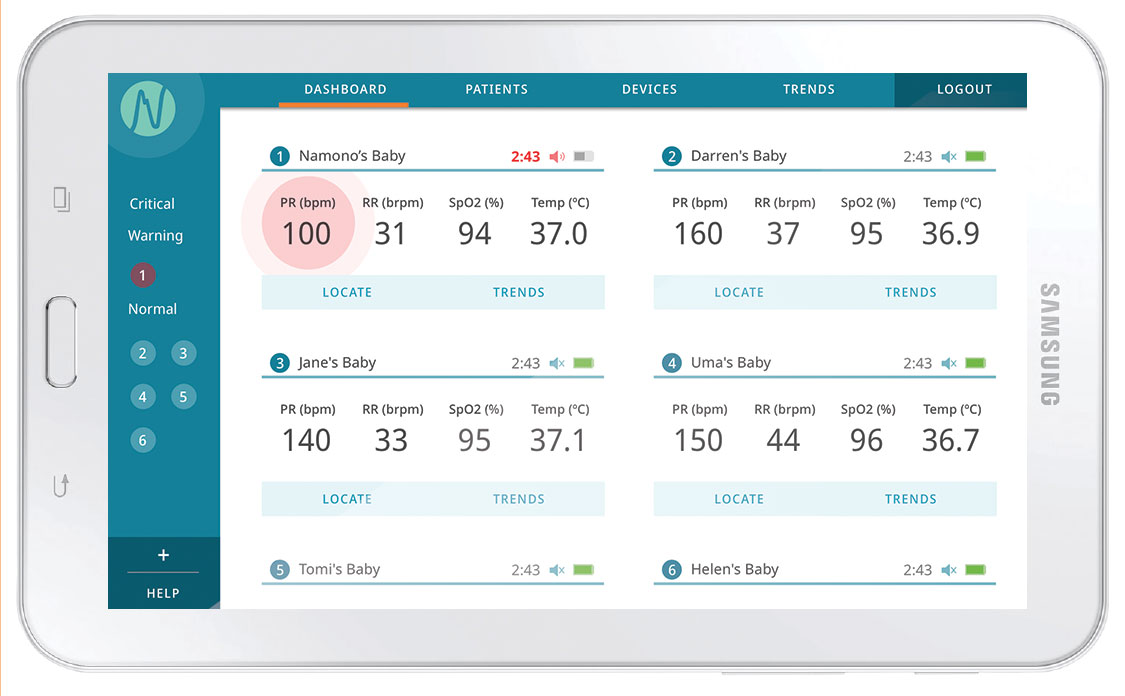 DASHBOARD PATIENTS DEVICES TRENDS LOGOUT
Critical
Warning
1
Normal
2 3
4 5
6
+
HELP
1 Namono's Baby 2:43
PR (bpm) RR (brpm) SpO2 (%) Temp (°C)
100 31 94 37.0
LOCATE TRENDS
2 Darren's Baby 2:43
PR (bpm) RR (brpm) SpO2 (%) Temp (°C)
160 37 95 36.9
LOCATE TRENDS
3 Jane's Baby 2:43
PR (bpm) RR (brpm) SpO2 (%) Temp (°C)
140 33 95 37.1
LOCATE TRENDS
4 Uma's Baby 2:43
PR (bpm) RR (brpm) SpO2 (%) Temp (°C)
150 44 96 36.7
LOCATE TRENDS
5 Tomi's Baby 2:43
6 Helen's Baby 2:43
SAMSUNG